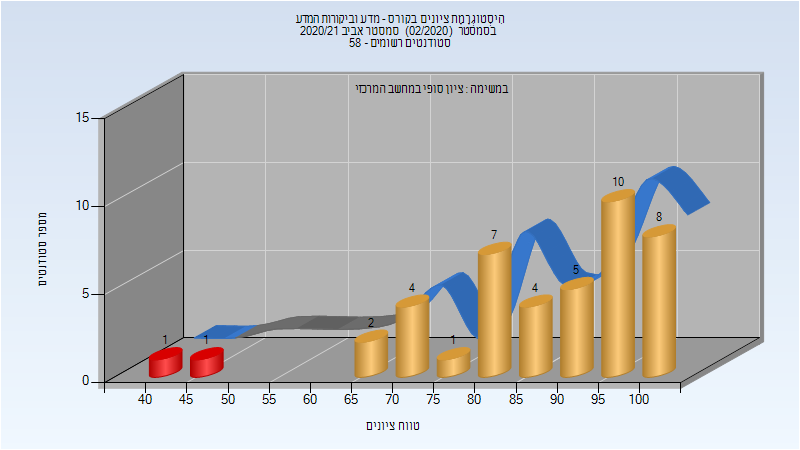 היסטוגרמת ציונים בקורס - מדע וביקורות המדע
בסמסטר (02/2020) סמסטר אביב 2020/21
סטודנטים רשומים - 58
במשימה : ציון סופי במחשב המרכזי
מספר סטודנטים
15
10
5
0
1
1
2
4
1
7
4
5
10
8
40 45 50 55 60 65 70 75 80 85 90 95 100
טווח ציונים